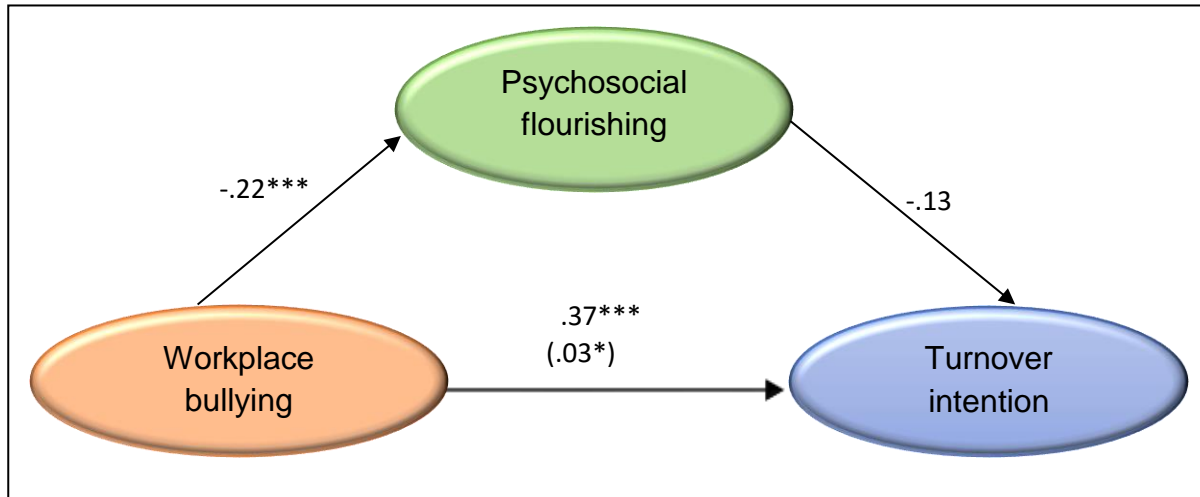 Psychosocial
flourishing
-.22***
-.13
.37***
(.03*)
Workplace
bullying
Turnover
intention